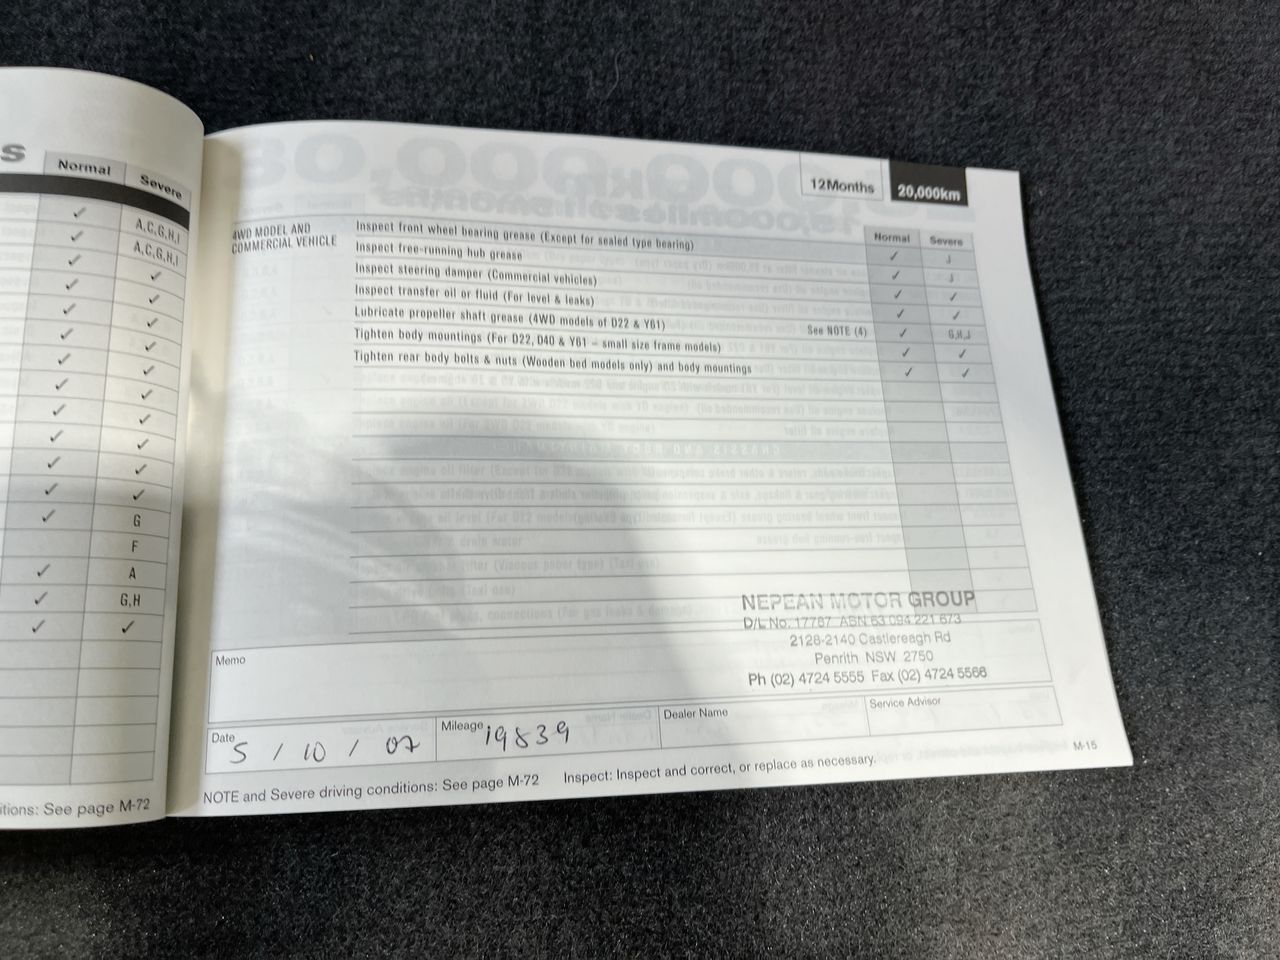 s
Normal Severe
✓ A,C,G,H,I
✓ A,C,G,H,I
✓ ✓
✓ ✓
✓ ✓
✓ ✓
✓ ✓
✓ ✓
✓ ✓
✓ ✓
✓ ✓
✓ ✓
✓ G
F
✓ A
✓ G,H
✓ ✓
itions: See page M-72
12Months 20,000km
Normal Severe
4WD MODEL AND
COMMERCIAL VEHICLE
Inspect front wheel bearing grease (Except for sealed type bearing) ✓ J
Inspect free-running hub grease ✓ J
Inspect steering damper (Commercial vehicles) ✓ ✓
Inspect transfer oil or fluid (For level & leaks) ✓ ✓
Lubricate propeller shaft grease (4WD models of D22 & Y61) See NOTE (4) ✓ G,H,J
Tighten body mountings (For D22, D40 & Y61 – small size frame models) ✓ ✓
Tighten rear body bolts & nuts (Wooden bed models only) and body mountings ✓ ✓
NEPEAN MOTOR GROUP
D/L No. 17787 ABN 63 094 221 673
2128-2140 Castlereagh Rd
Penrith NSW 2750
Ph (02) 4724 5555 Fax (02) 4724 5566
Memo
Date 5 / 10 / 07
Mileage 19839
Dealer Name
Service Advisor
NOTE and Severe driving conditions: See page M-72 Inspect: Inspect and correct, or replace as necessary.
M-15